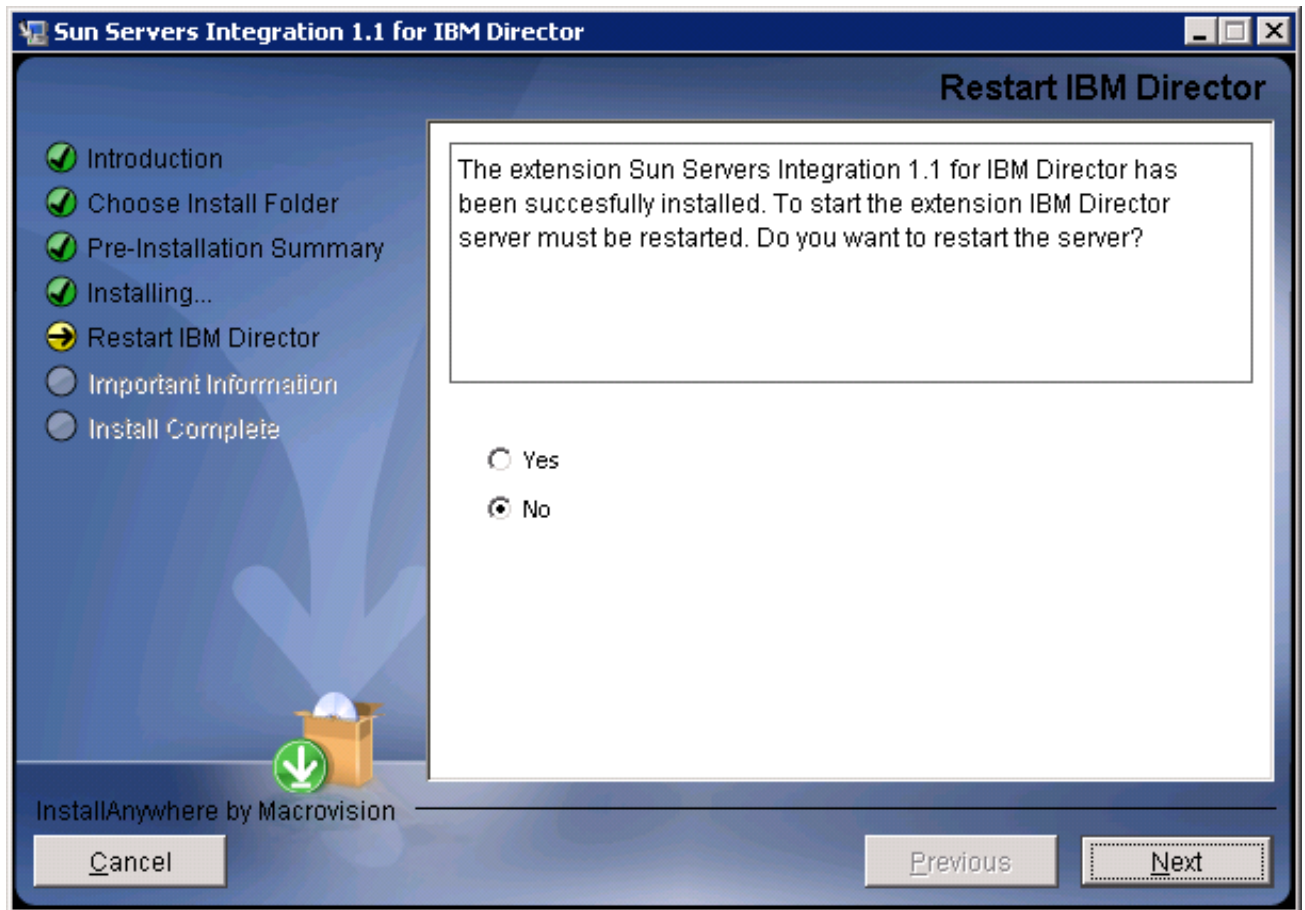 Sun Servers Integration 1.1 for IBM Director
Restart IBM Director
Introduction
Choose Install Folder
Pre-Installation Summary
Installing...
Restart IBM Director
Important Information
Install Complete
The extension Sun Servers Integration 1.1 for IBM Director has
been succesfully installed. To start the extension IBM Director
server must be restarted. Do you want to restart the server?
Yes
No
InstallAnywhere by Macrovision
Cancel
Previous
Next